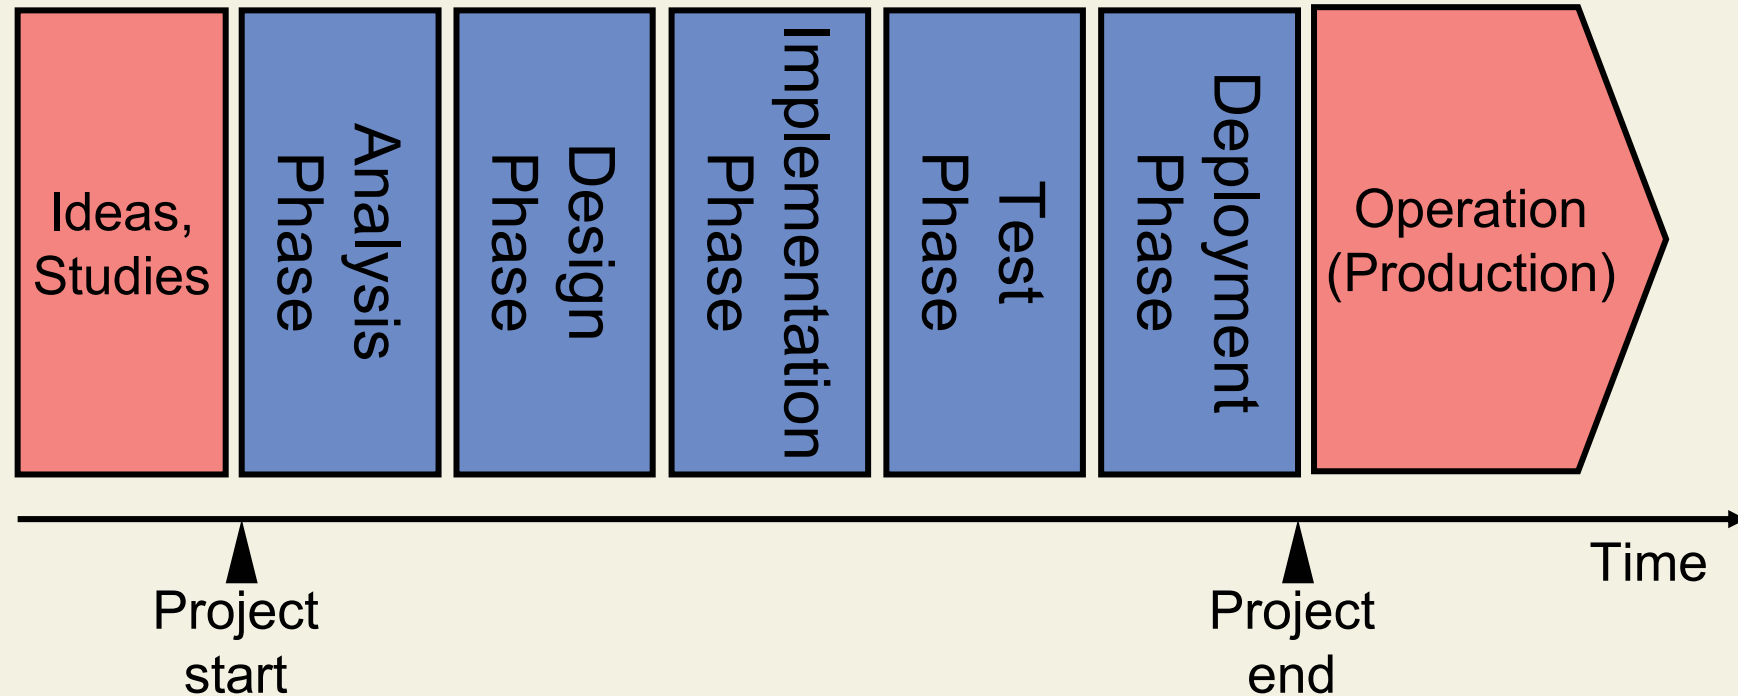 Ideas,
Studies
Analysis
Phase
Design
Phase
Implementation
Phase
Test
Phase
Deployment
Phase
Operation
(Production)
Time
Project
start
Project
end